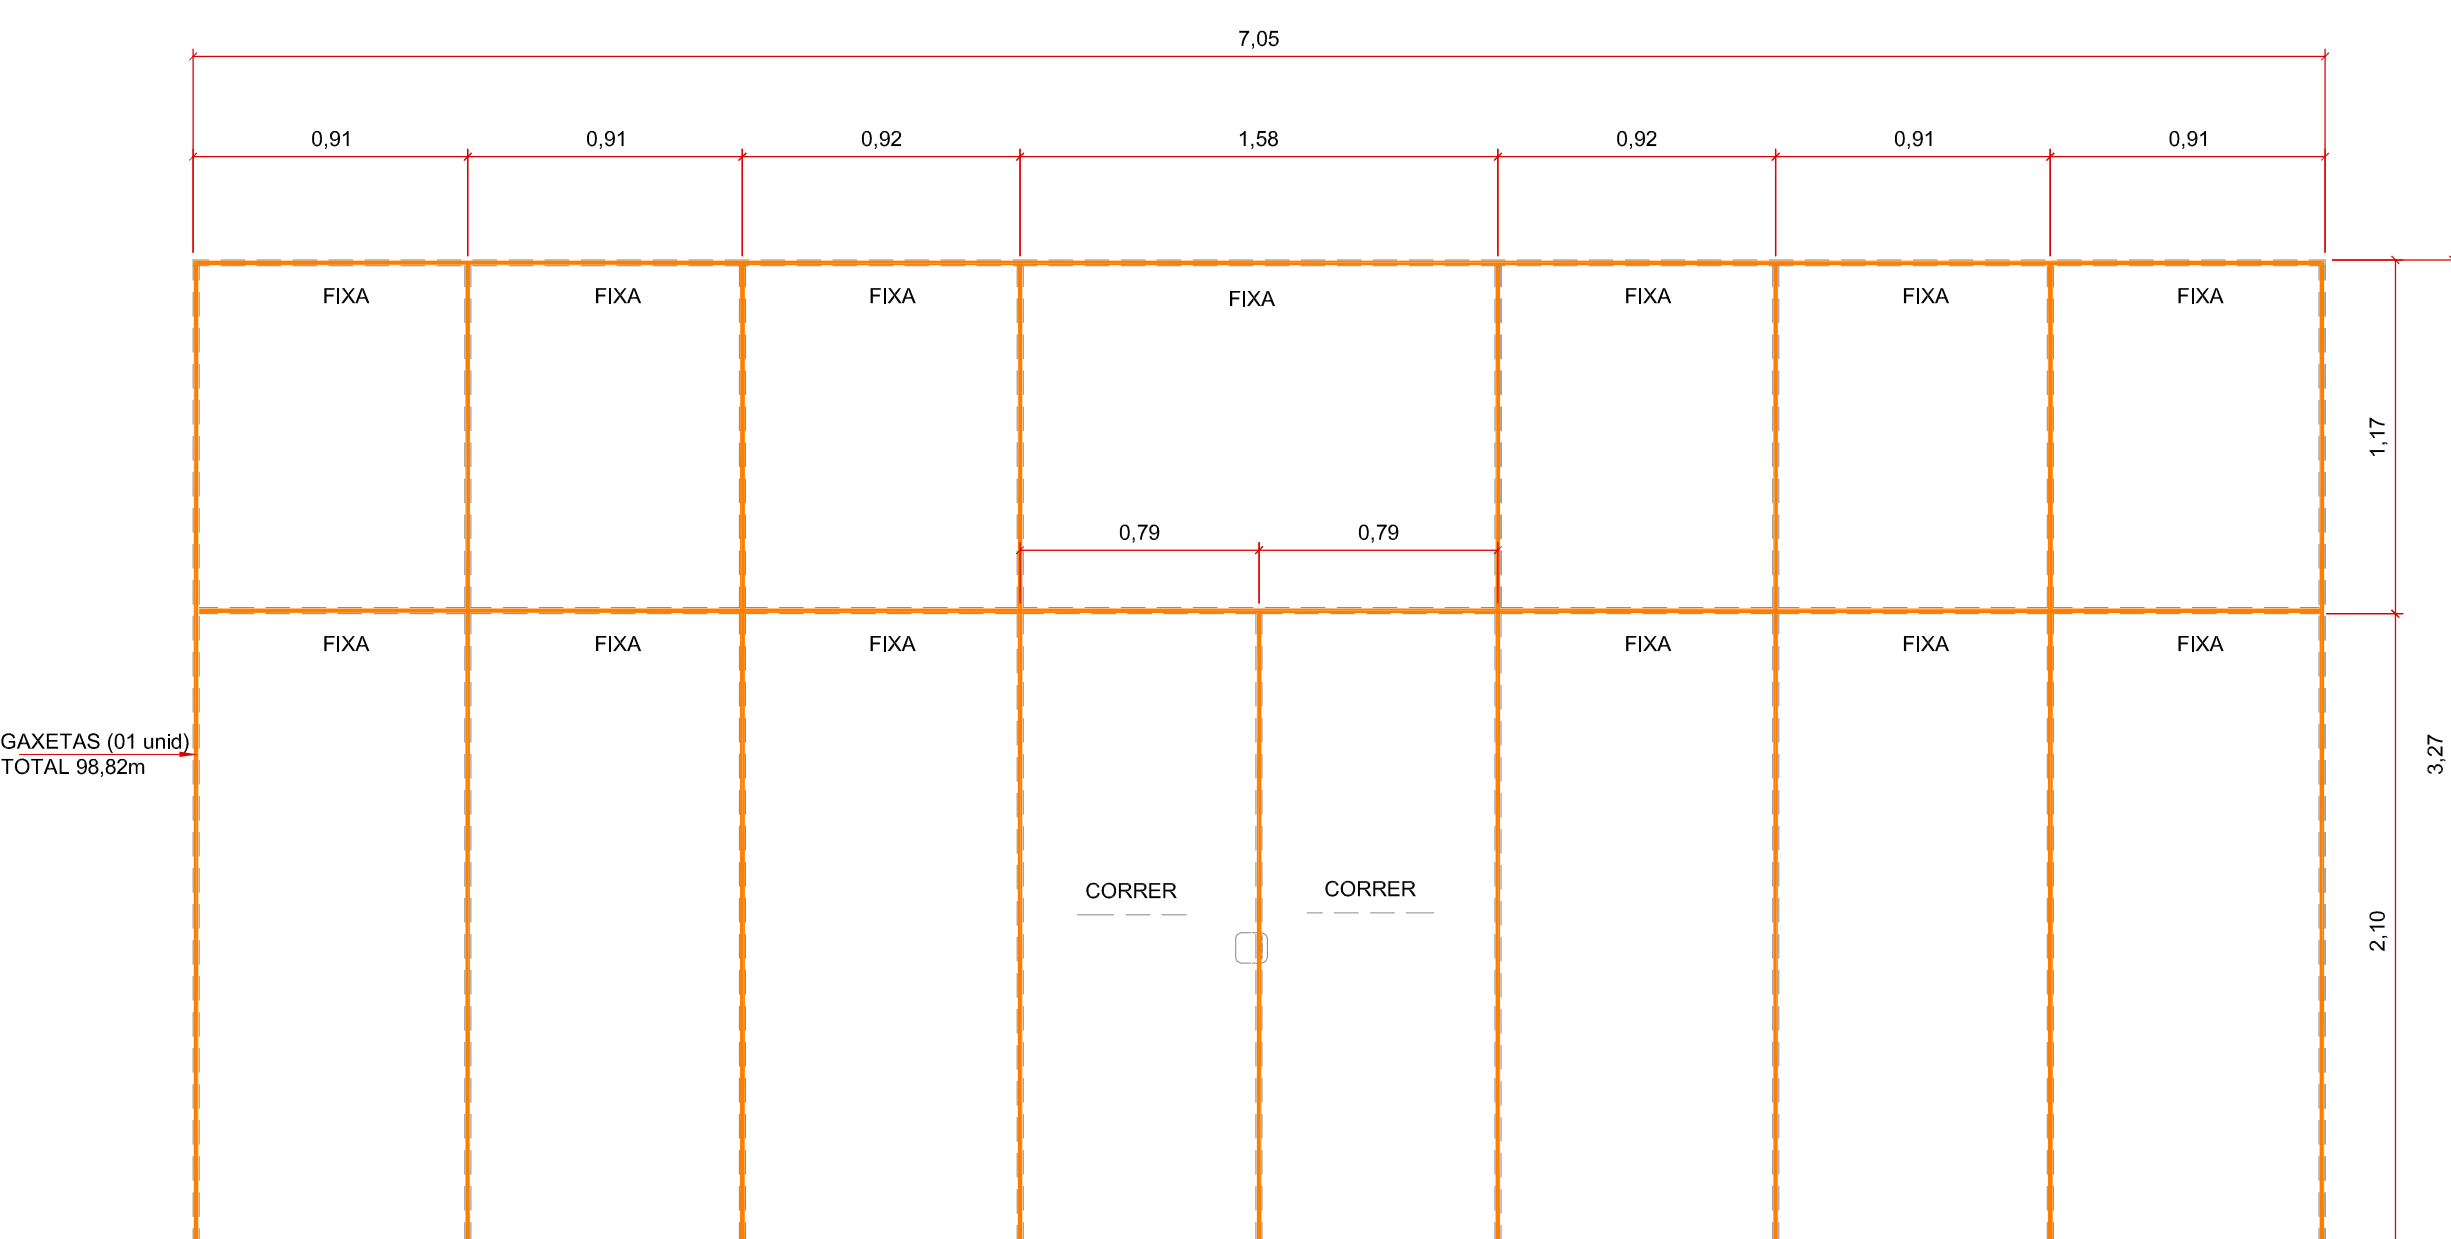 7,05
0,91 0,91 0,92 1,58 0,92 0,91 0,91
FIXA FIXA FIXA FIXA FIXA FIXA FIXA
1,17
0,79 0,79
FIXA FIXA FIXA FIXA FIXA FIXA
GAXETAS (01 unid)
TOTAL 98,82m
3,27
CORRER CORRER
2,10